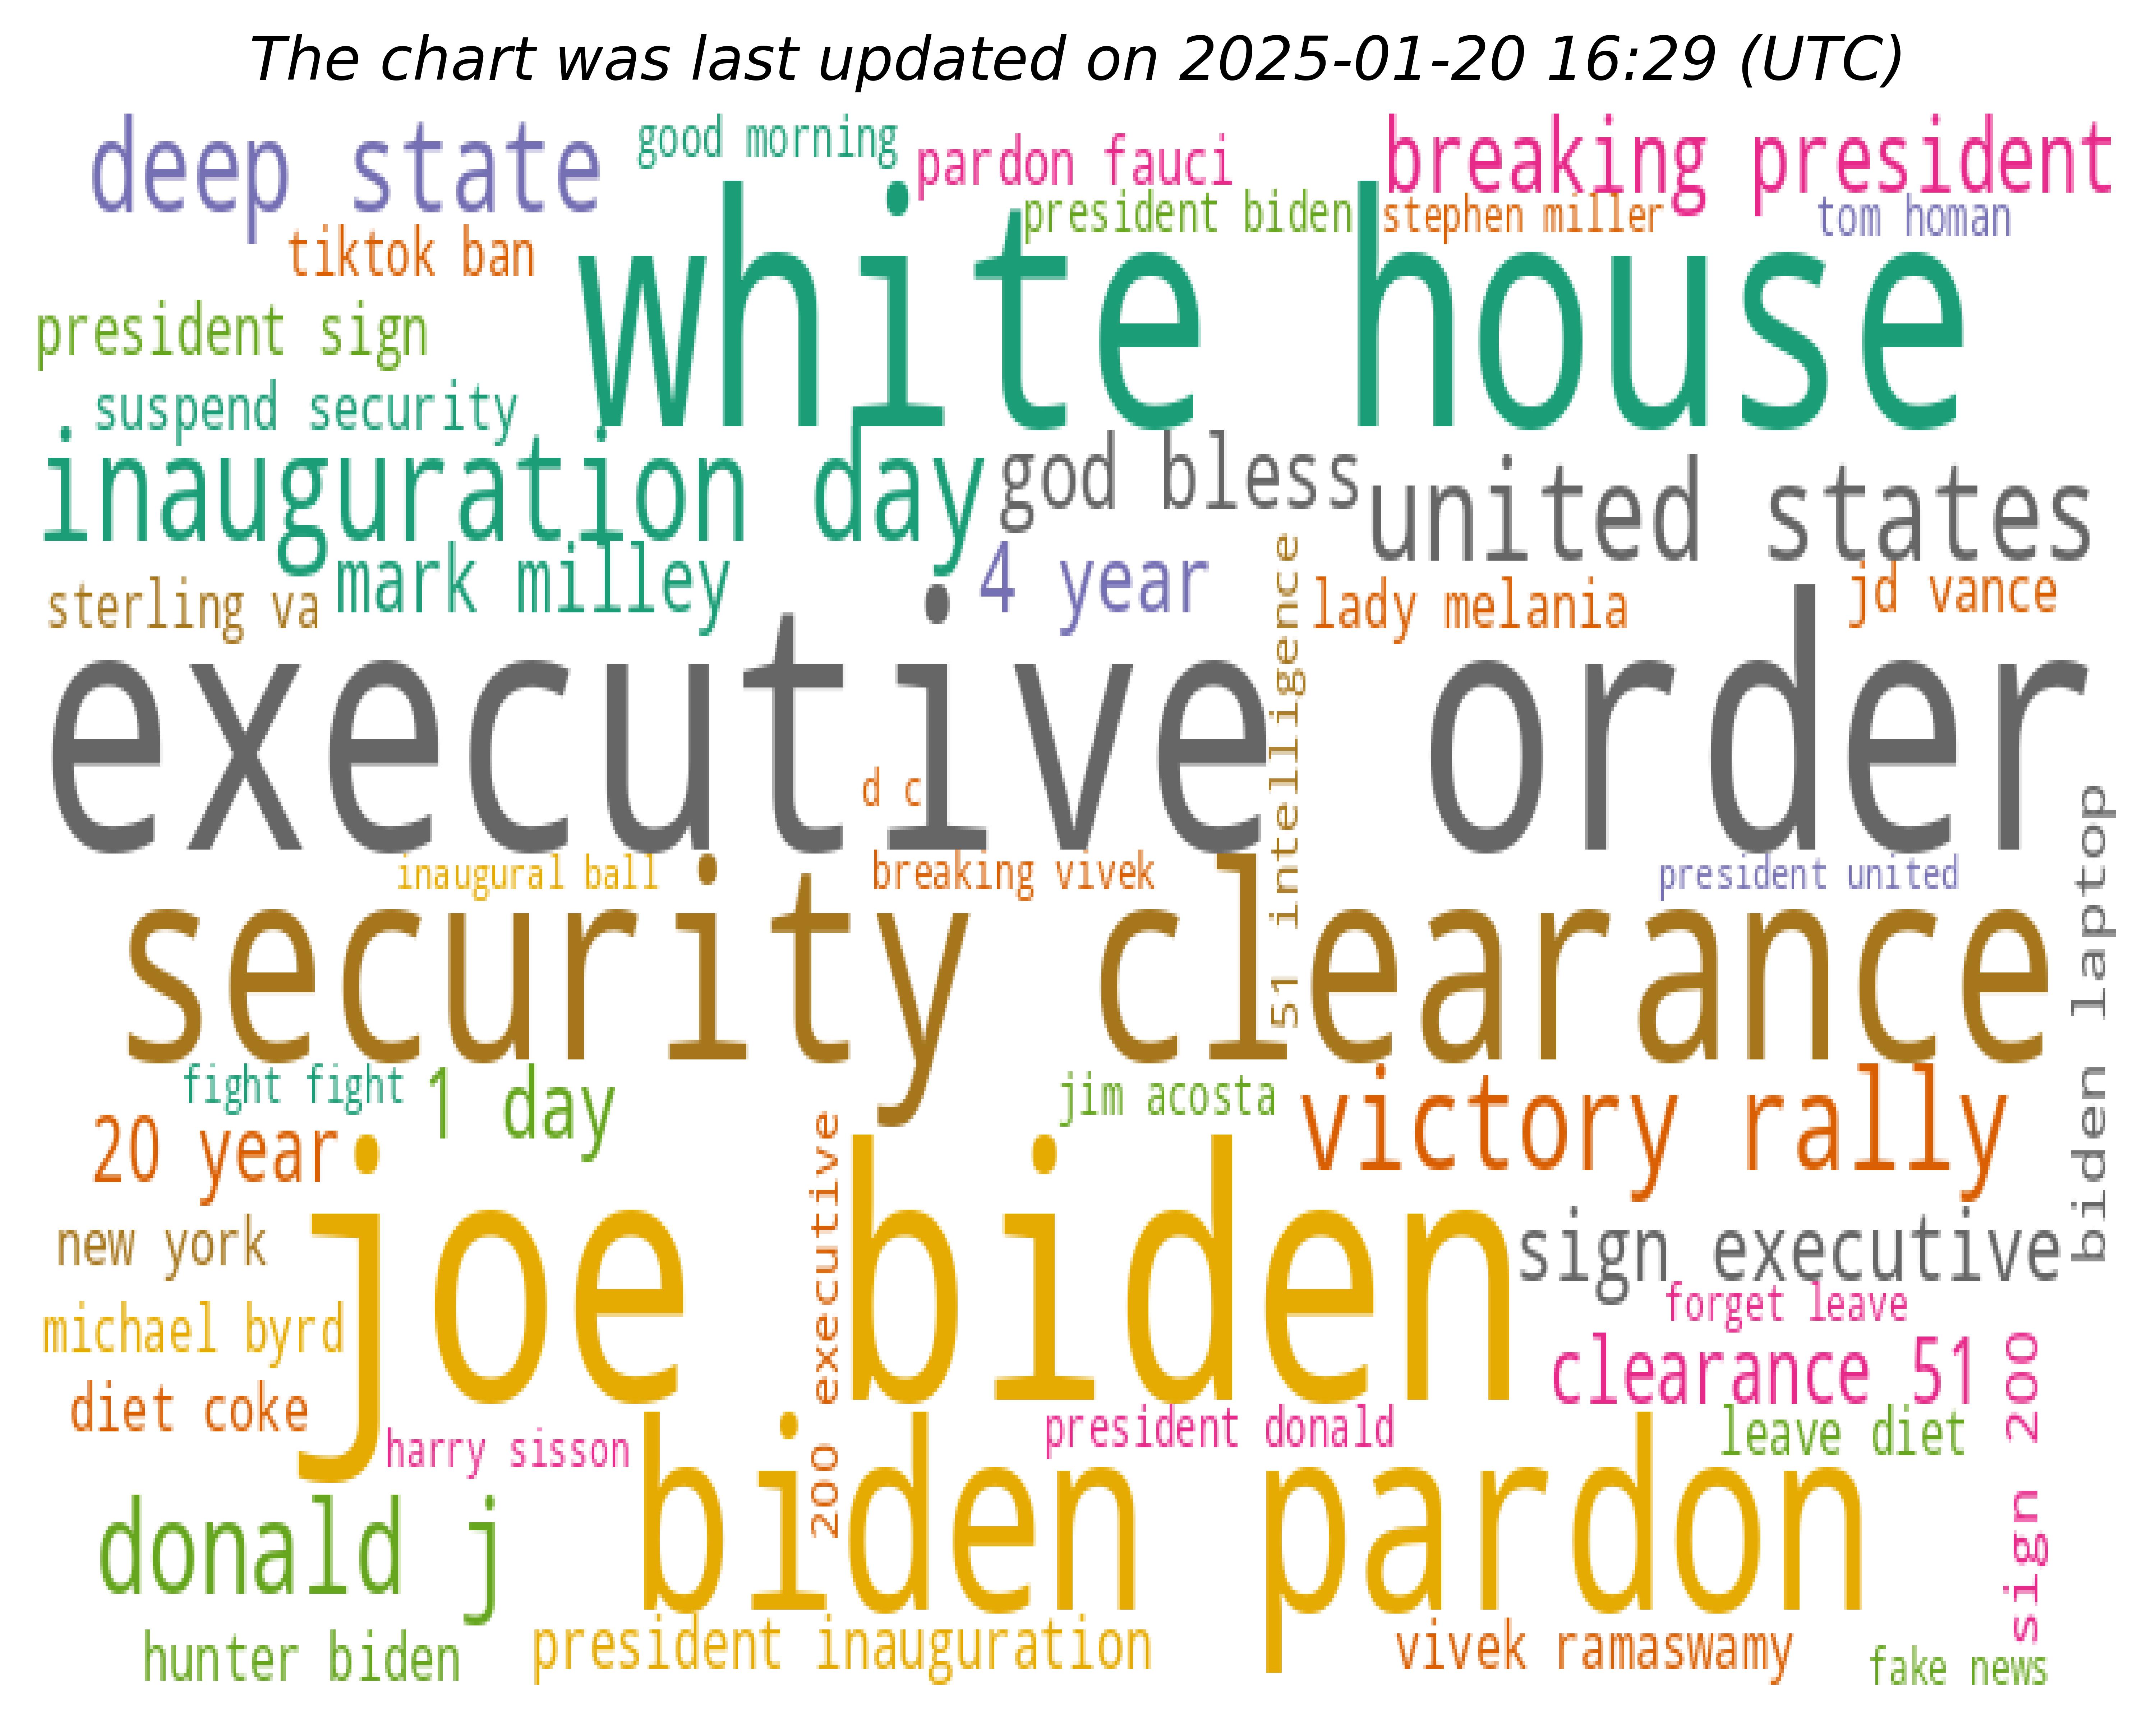 The chart was last updated on 2025-01-20 16:29 (UTC)
deep state
good morning
pardon fauci
breaking president
president biden
stephen miller
tom homan
tiktok ban
white house
president sign
suspend security
inauguration day
god bless
united states
mark milley
4 year
sterling va
lady melania
jd vance
51 intelligence
executive order
d c
inaugural ball
breaking vivek
president united
biden laptop
security clearance
fight fight
1 day
jim acosta
victory rally
20 year
200 executive
joe biden
new york
sign executive
michael byrd
forget leave
clearance 51
sign 200
diet coke
harry sisson
president donald
leave diet
biden pardon
donald j
hunter biden
president inauguration
vivek ramaswamy
fake news